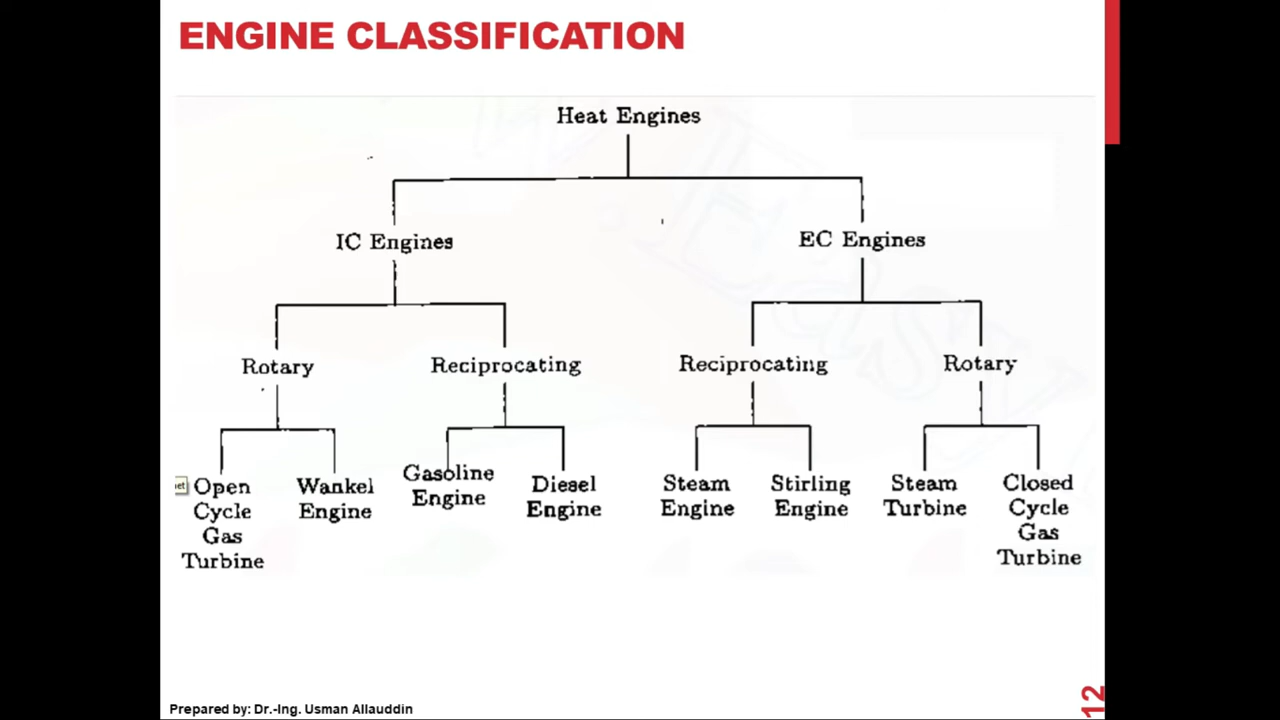 ENGINE CLASSIFICATION
Heat Engines
IC Engines
EC Engines
Rotary
Reciprocating
Reciprocating
Rotary
Open
Cycle
Gas
Turbine
Wankel
Engine
Gasoline
Engine
Diesel
Engine
Steam
Engine
Stirling
Engine
Steam
Turbine
Closed
Cycle
Gas
Turbine
Prepared by: Dr.-Ing. Usman Allauddin
12